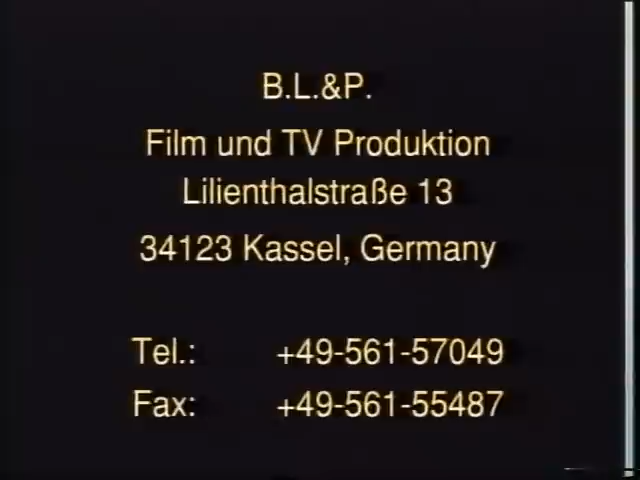 B.L.&P.
Film und TV Produktion
Lilienthalstraße 13
34123 Kassel, Germany
Tel.: +49-561-57049
Fax: +49-561-55487